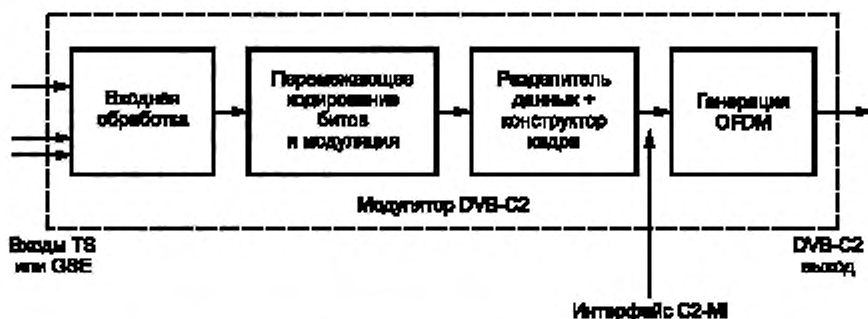 Входная
обработка
Перемежающее
кодирование
битов
и модуляция
Разделитель
данных +
конструктор
кадра
Генерация
OFDM
Модулятор DVB-C2
Входы TS
или GSE
DVB-C2
выход
Интерфейс C2-MI